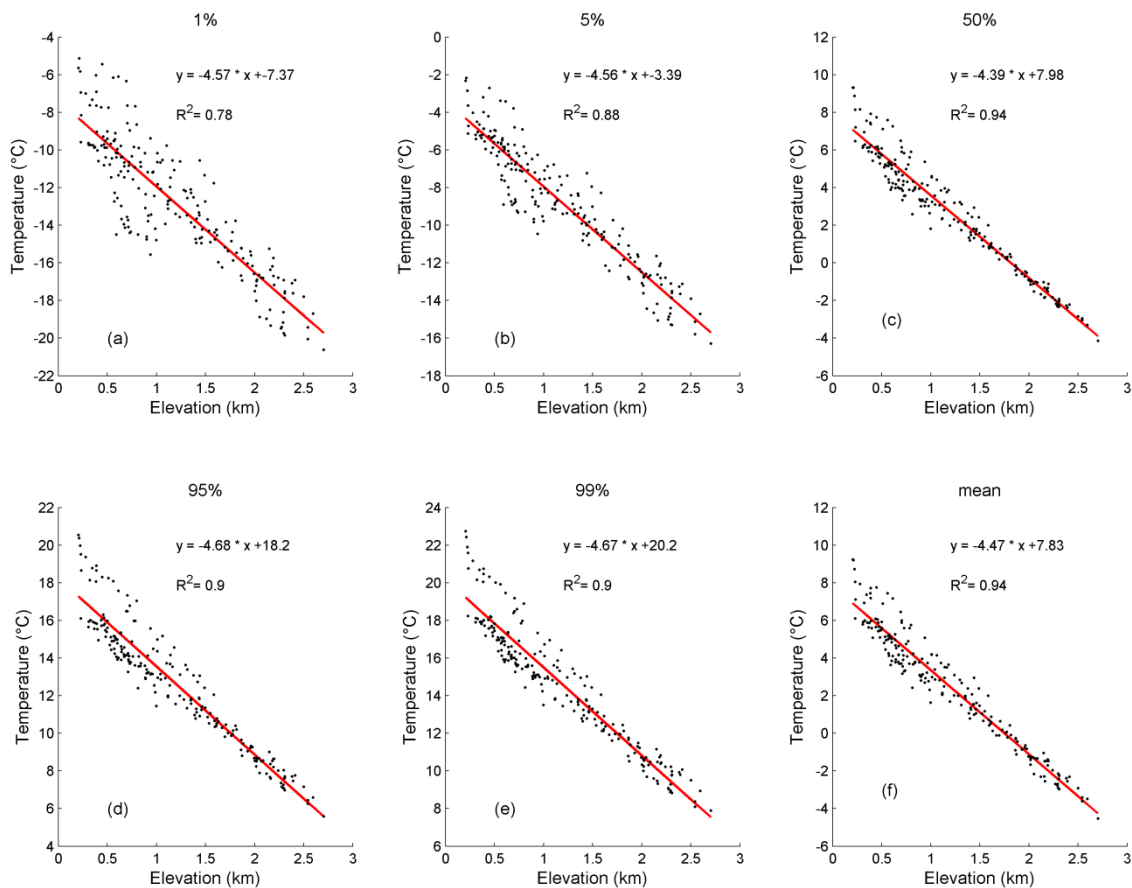 1%
y = -4.57 * x +-7.37
R²= 0.78
(a)
Temperature (°C)
-4
-6
-8
-10
-12
-14
-16
-18
-20
-22
0 0.5 1 1.5 2 2.5 3
Elevation (km)
5%
y = -4.56 * x +-3.39
R²= 0.88
(b)
Temperature (°C)
0
-2
-4
-6
-8
-10
-12
-14
-16
-18
0 0.5 1 1.5 2 2.5 3
Elevation (km)
50%
y = -4.39 * x +7.98
R²= 0.94
(c)
Temperature (°C)
12
10
8
6
4
2
0
-2
-4
-6
0 0.5 1 1.5 2 2.5 3
Elevation (km)
95%
y = -4.68 * x +18.2
R²= 0.9
(d)
Temperature (°C)
22
20
18
16
14
12
10
8
6
4
0 0.5 1 1.5 2 2.5 3
Elevation (km)
99%
y = -4.67 * x +20.2
R²= 0.9
(e)
Temperature (°C)
24
22
20
18
16
14
12
10
8
6
0 0.5 1 1.5 2 2.5 3
Elevation (km)
mean
y = -4.47 * x +7.83
R²= 0.94
(f)
Temperature (°C)
12
10
8
6
4
2
0
-2
-4
-6
0 0.5 1 1.5 2 2.5 3
Elevation (km)